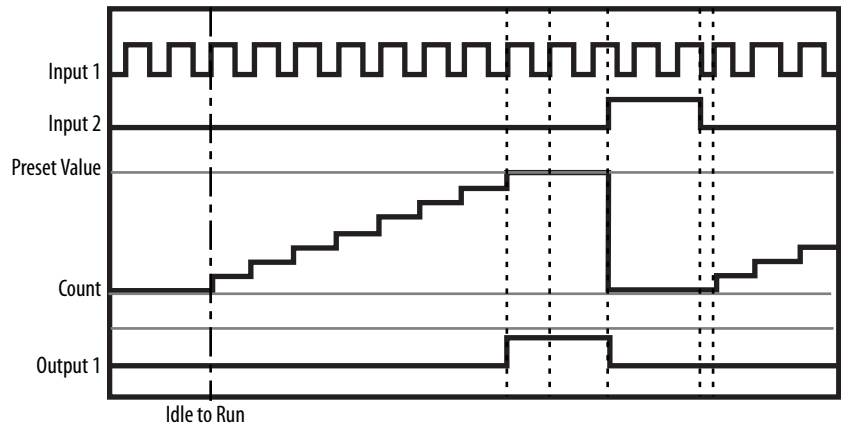 Input 1
Input 2
Preset Value
Count
Output 1
Idle to Run